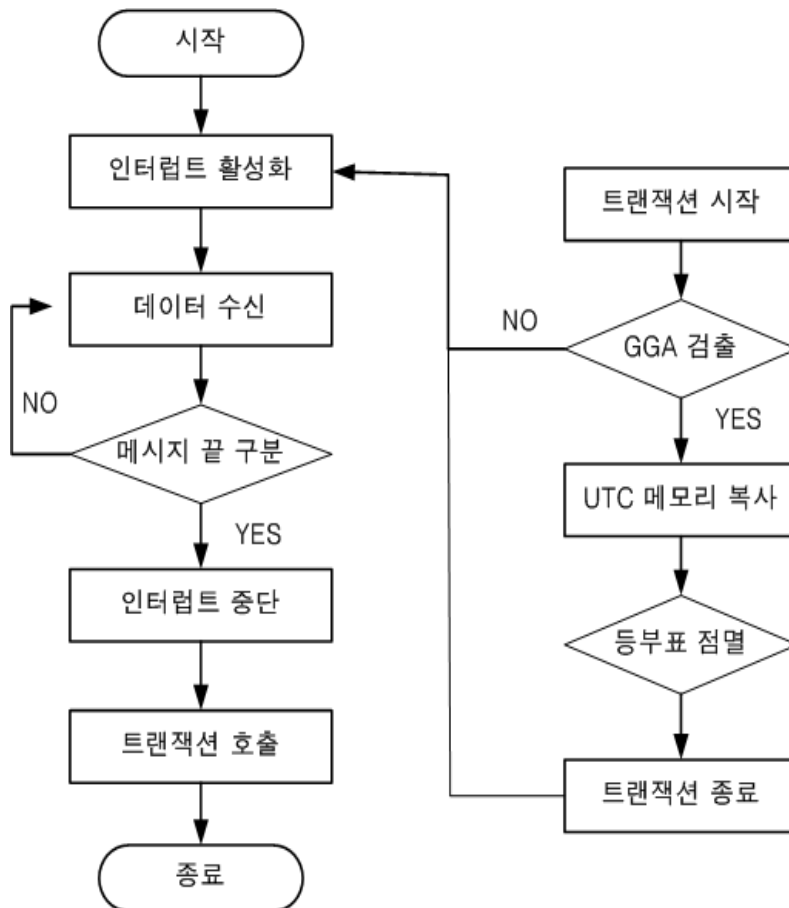 시작
인터럽트 활성화
데이터 수신
NO
메시지 끝 구분
YES
인터럽트 중단
트랜잭션 호출
종료
트랜잭션 시작
NO
GGA 검출
YES
UTC 메모리 복사
등부표 점멸
트랜잭션 종료